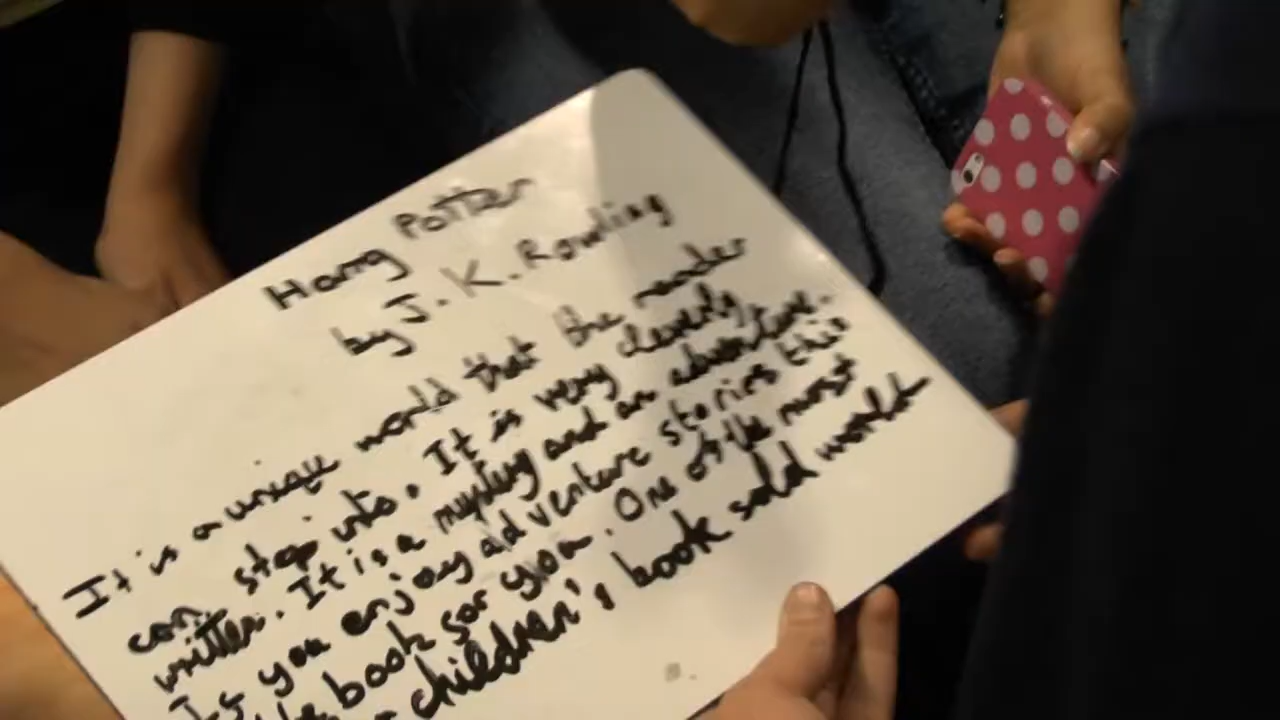 Harry Potter
by J. K. Rowling
It is a unique world that the reader
can step into. It is very cleverly
written. It is a mystery and an adventure.
If you enjoy adventure stories this
book for you. One of the most
children's book sold world